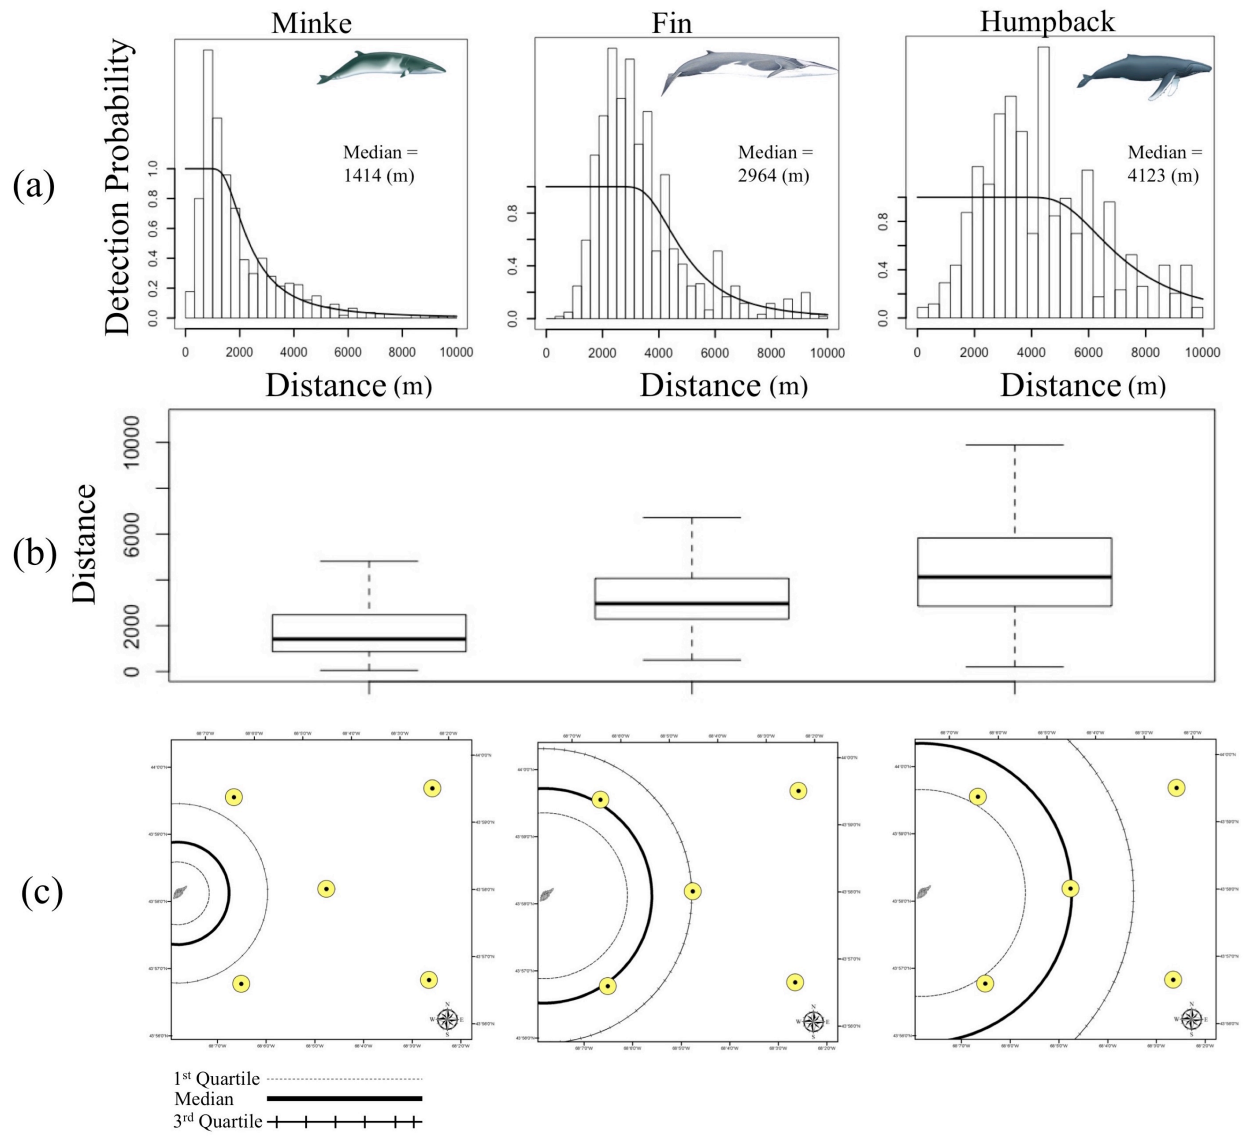 Minke
Fin
Humpback
(a)
Detection Probability
Median =
1414 (m)
Median =
2964 (m)
Median =
4123 (m)
1.0
0.8
0.6
0.4
0.2
0.0
0.8
0.4
0.0
0.8
0.4
0.0
0 2000 4000 6000 8000 10000
0 2000 4000 6000 8000 10000
0 2000 4000 6000 8000 10000
Distance (m)
Distance (m)
Distance (m)
(b)
Distance
10000
6000
2000
0
(c)
N
W E
S
N
W E
S
N
W E
S
1st Quartile
Median
3rd Quartile